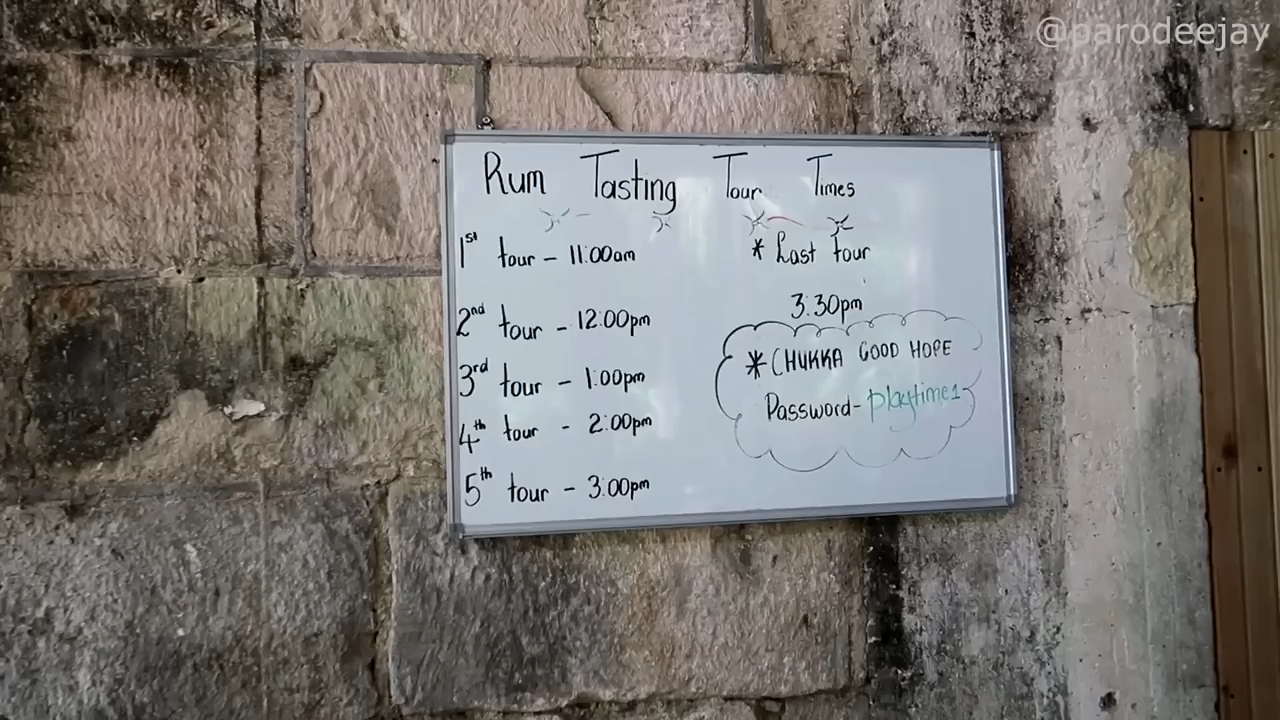 @parodeejay
Rum Tasting Tour Times
1st tour - 11:00am
2nd tour - 12:00pm
3rd tour - 1:00pm
4th tour - 2:00pm
5th tour - 3:00pm
* Last tour
3:30pm
* CHUKKA GOOD HOPE
Password- playtime1